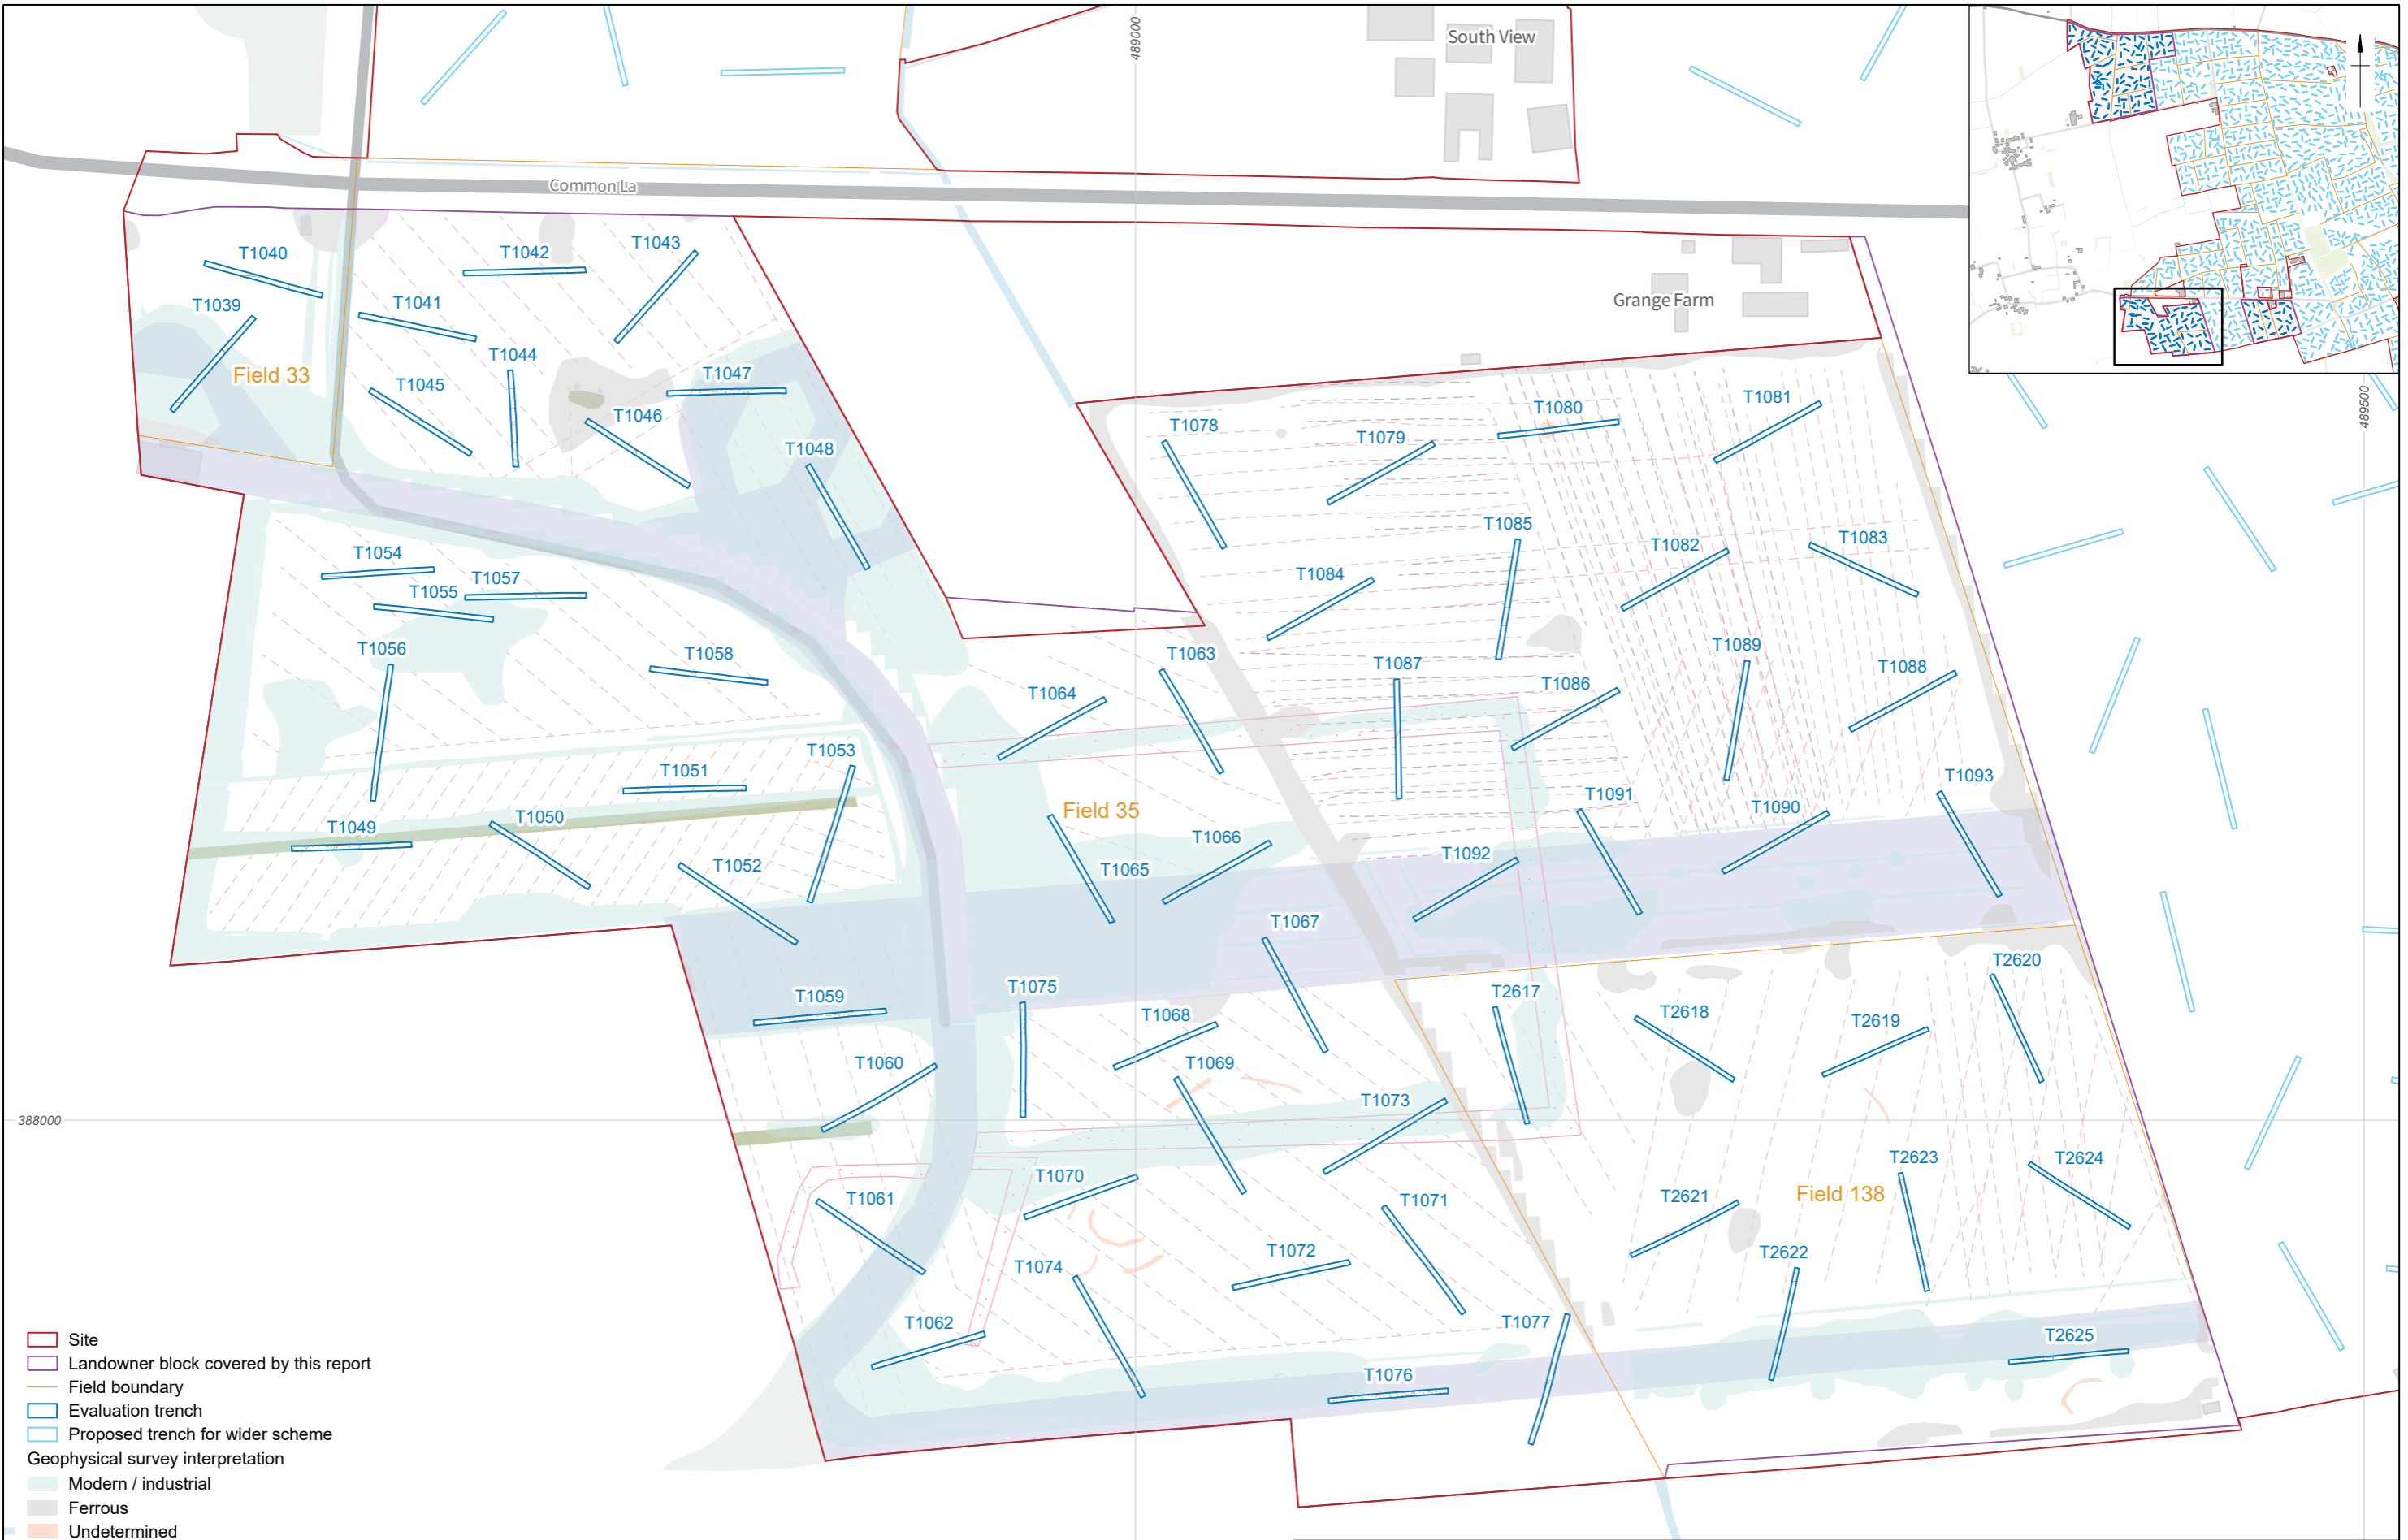 489000
South View
Common La
T1040
T1042
T1043
T1039
T1041
Grange Farm
T1044
Field 33
T1045
T1047
T1046
T1048
T1078
T1079
T1080
T1081
489500
T1054
T1057
T1055
T1084
T1085
T1082
T1083
T1056
T1058
T1063
T1064
T1087
T1086
T1089
T1088
T1053
T1051
T1049
T1050
T1052
Field 35
T1065
T1066
T1092
T1091
T1090
T1093
T1067
T1059
T1075
T1068
T2617
T2618
T2619
T2620
T1060
T1069
T1073
388000
T1061
T1070
T1071
T2621
Field 138
T2623
T2624
T1074
T1072
T2622
T1062
T1077
T1076
T2625
Site
Landowner block covered by this report
Field boundary
Evaluation trench
Proposed trench for wider scheme
Geophysical survey interpretation
Modern / industrial
Ferrous
Undetermined